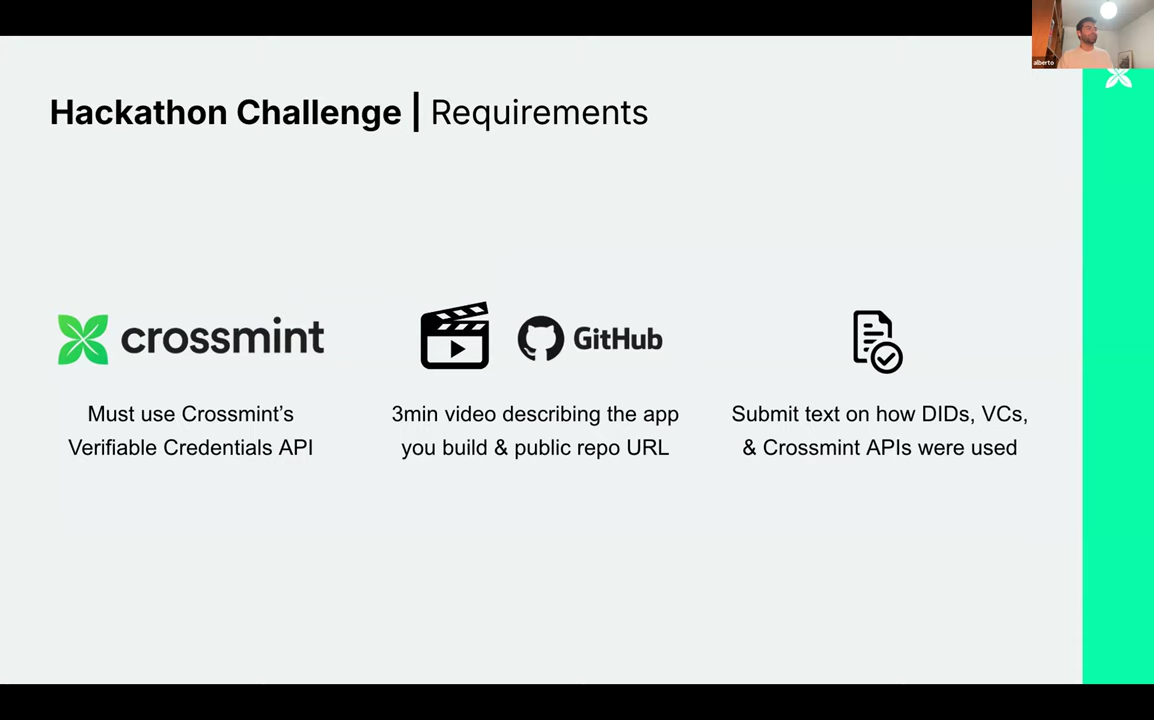 alberto
Hackathon Challenge | Requirements
crossmint
GitHub
Must use Crossmint's
Verifiable Credentials API
3min video describing the app
you build & public repo URL
Submit text on how DIDs, VCs,
& Crossmint APIs were used